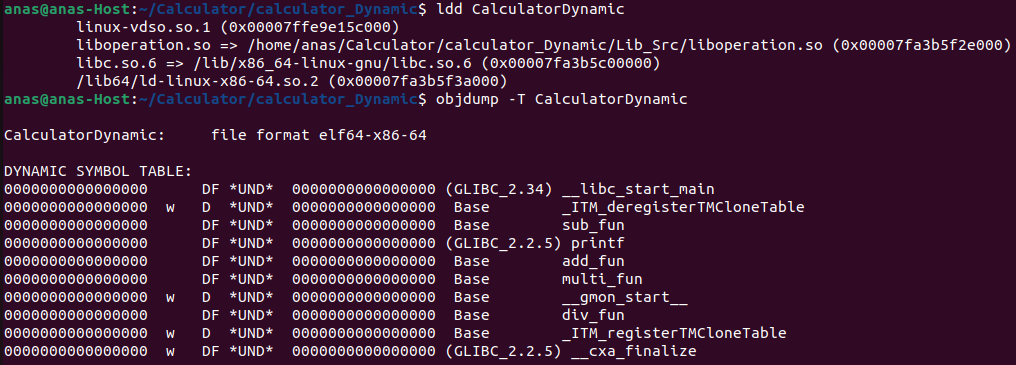 anas@anas-Host:~/Calculator/calculator_Dynamic$ ldd CalculatorDynamic
linux-vdso.so.1 (0x00007ffe9e15c000)
liboperation.so => /home/anas/Calculator/calculator_Dynamic/Lib_Src/liboperation.so (0x00007fa3b5f2e000)
libc.so.6 => /lib/x86_64-linux-gnu/libc.so.6 (0x00007fa3b5c00000)
/lib64/ld-linux-x86-64.so.2 (0x00007fa3b5f3a000)
anas@anas-Host:~/Calculator/calculator_Dynamic$ objdump -T CalculatorDynamic
CalculatorDynamic:     file format elf64-x86-64
DYNAMIC SYMBOL TABLE:
0000000000000000      DF *UND*  0000000000000000 (GLIBC_2.34) __libc_start_main
0000000000000000  w   D  *UND*  0000000000000000  Base        _ITM_deregisterTMCloneTable
0000000000000000      DF *UND*  0000000000000000  Base        sub_fun
0000000000000000      DF *UND*  0000000000000000 (GLIBC_2.2.5) printf
0000000000000000      DF *UND*  0000000000000000  Base        add_fun
0000000000000000      DF *UND*  0000000000000000  Base        multi_fun
0000000000000000  w   D  *UND*  0000000000000000  Base        __gmon_start__
0000000000000000      DF *UND*  0000000000000000  Base        div_fun
0000000000000000  w   D  *UND*  0000000000000000  Base        _ITM_registerTMCloneTable
0000000000000000  w   DF *UND*  0000000000000000 (GLIBC_2.2.5) __cxa_finalize